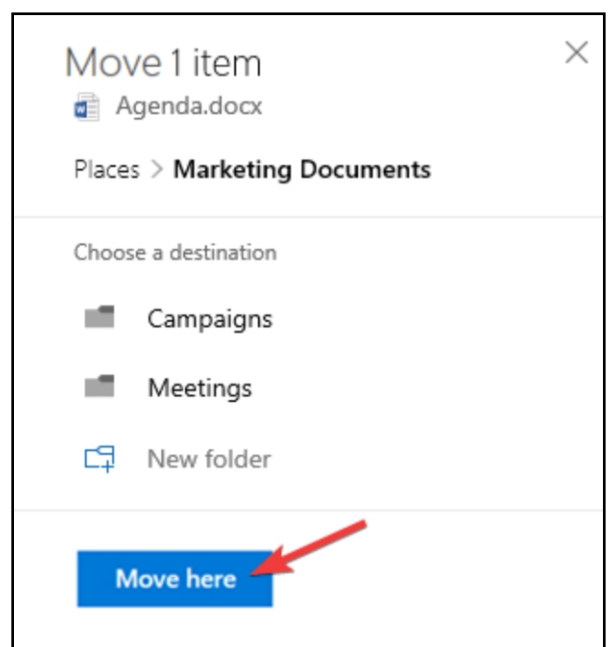 Move 1 item
Agenda.docx
Places > Marketing Documents
Choose a destination
Campaigns
Meetings
New folder
Move here